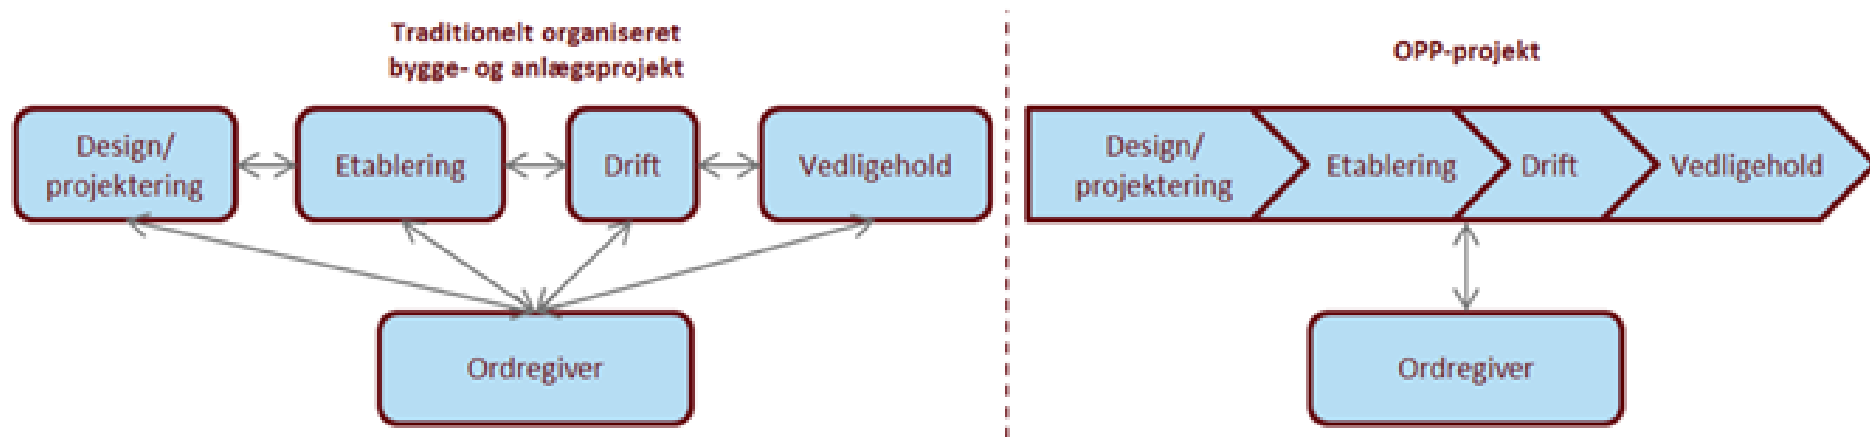 Traditionelt organiseret
bygge- og anlægsprojekt
Design/
projektering
Etablering
Drift
Vedligehold
Ordregiver
OPP-projekt
Design/
projektering
Etablering
Drift
Vedligehold
Ordregiver